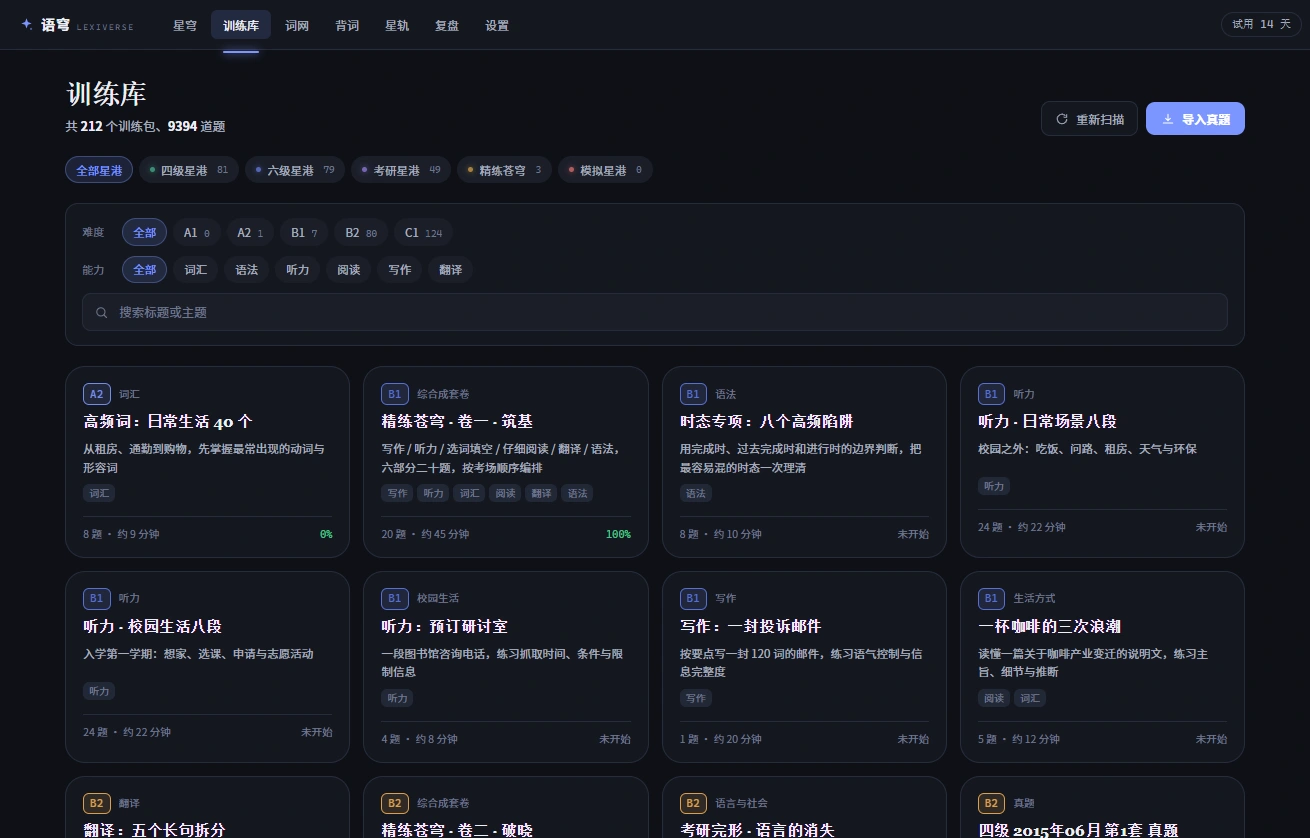 语穹 LEXIVERSE 星穹 训练库 词网 背词 星轨 复盘 设置 试用 14 天
训练库
共 212 个训练包、9394 道题
重新扫描 导入真题
全部星港 四级星港 81 六级星港 79 考研星港 49 精练苍穹 3 模拟星港 0
难度 全部 A1 0 A2 1 B1 7 B2 80 C1 124
能力 全部 词汇 语法 听力 阅读 写作 翻译
搜索标题或主题
A2 词汇
高频词：日常生活 40 个
从租房、通勤到购物，先掌握最常出现的动词与
形容词
词汇
8 题 · 约 9 分钟 0%
B1 综合成套卷
精练苍穹 · 卷一 · 筑基
写作 / 听力 / 选词填空 / 仔细阅读 / 翻译 / 语法，
六部分二十题，按考场顺序编排
写作 听力 词汇 阅读 翻译 语法
20 题 · 约 45 分钟 100%
B1 语法
时态专项：八个高频陷阱
用完成时、过去完成时和进行时的边界判断，把
最容易混的时态一次理清
语法
8 题 · 约 10 分钟 未开始
B1 听力
听力 · 日常场景八段
校园之外：吃饭、问路、租房、天气与环保
听力
24 题 · 约 22 分钟 未开始
B1 听力
听力 · 校园生活八段
入学第一学期：想家、选课、申请与志愿活动
听力
24 题 · 约 22 分钟 未开始
B1 校园生活
听力：预订研讨室
一段图书馆咨询电话，练习抓取时间、条件与限
制信息
听力
4 题 · 约 8 分钟 未开始
B1 写作
写作：一封投诉邮件
按要点写一封 120 词的邮件，练习语气控制与信
息完整度
写作
1 题 · 约 20 分钟 未开始
B1 生活方式
一杯咖啡的三次浪潮
读懂一篇关于咖啡产业变迁的说明文，练习主
旨、细节与推断
阅读 词汇
5 题 · 约 12 分钟 未开始
B2 翻译
翻译：五个长句拆分
B2 综合成套卷
精练苍穹 · 卷二 · 破晓
B2 语言与社会
考研完形 · 语言的消失
B2 真题
四级 2015年06月 第1套 真题